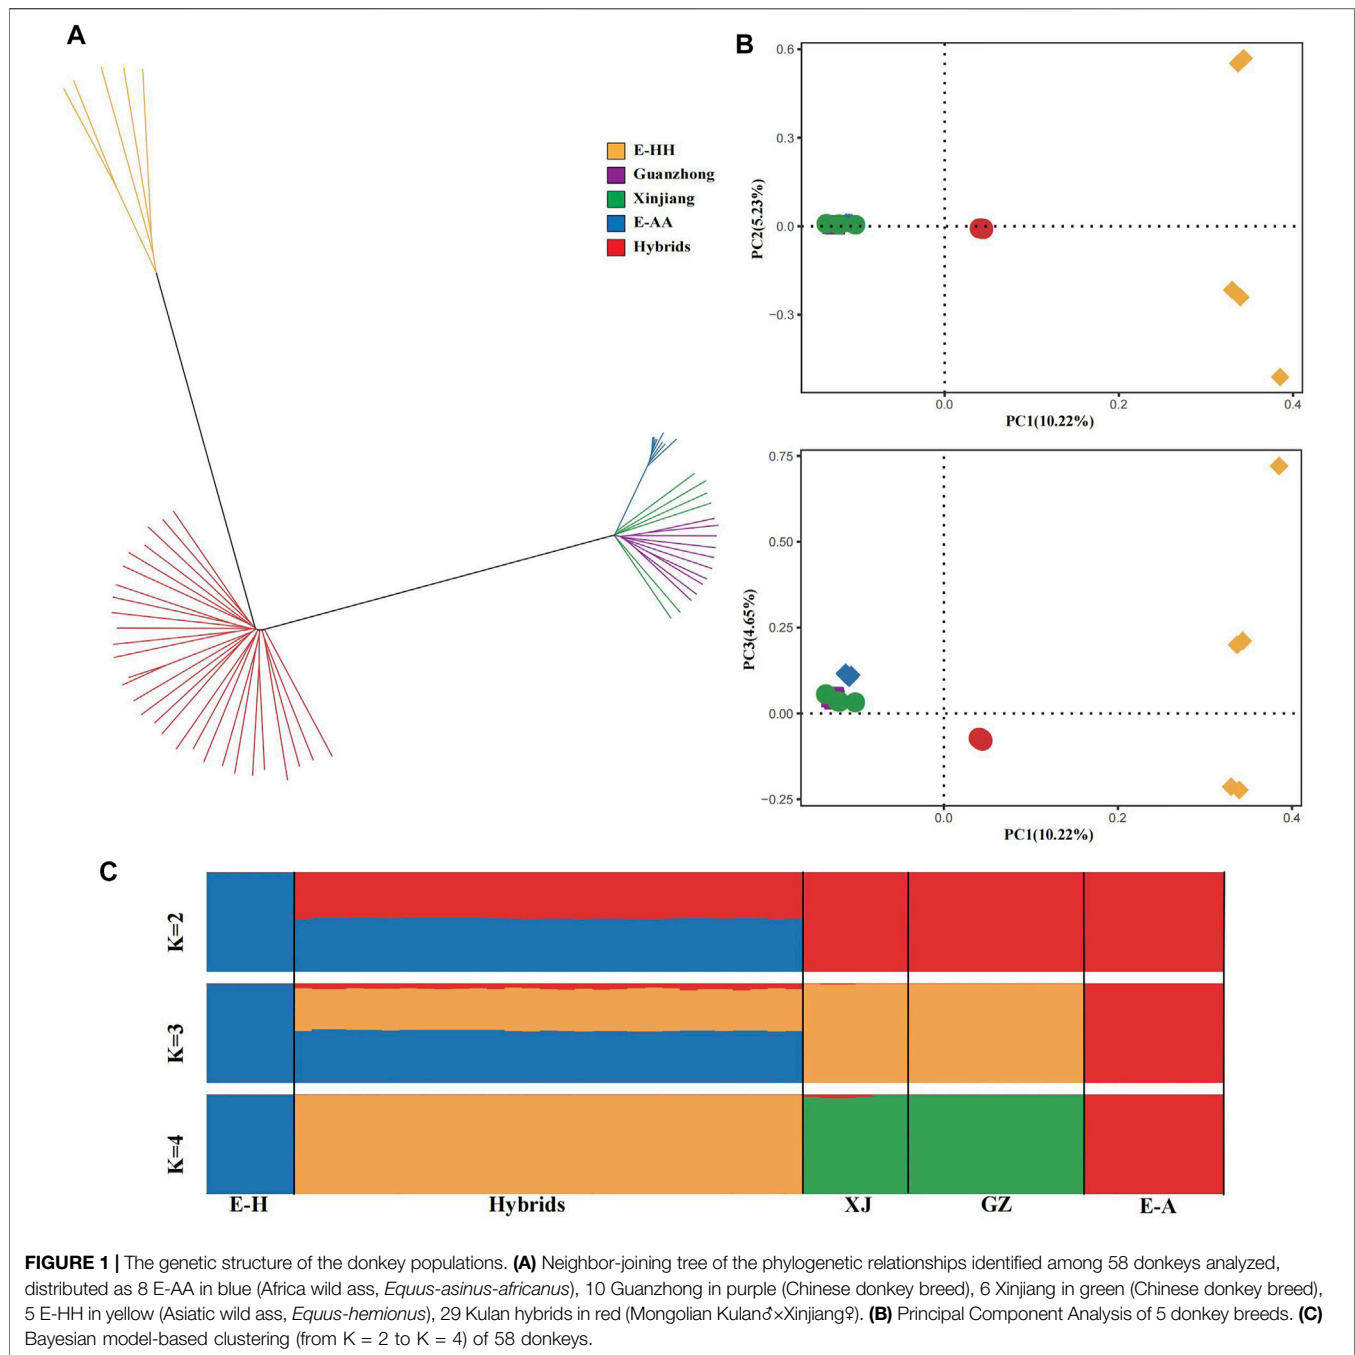 A
E-HH
Guanzhong
Xinjiang
E-AA
Hybrids
B
0.6
0.3
0.0
−0.3
PC2(5.23%)
0.0
0.2
0.4
PC1(10.22%)
0.75
0.50
0.25
0.00
−0.25
PC3(4.65%)
0.0
0.2
0.4
PC1(10.22%)
C
K=2
K=3
K=4
E-H
Hybrids
XJ
GZ
E-A
FIGURE 1 | The genetic structure of the donkey populations. (A) Neighbor-joining tree of the phylogenetic relationships identified among 58 donkeys analyzed,
distributed as 8 E-AA in blue (Africa wild ass, Equus-asinus-africanus), 10 Guanzhong in purple (Chinese donkey breed), 6 Xinjiang in green (Chinese donkey breed),
5 E-HH in yellow (Asiatic wild ass, Equus-hemionus), 29 Kulan hybrids in red (Mongolian Kulan♂×Xinjiang♀). (B) Principal Component Analysis of 5 donkey breeds. (C)
Bayesian model-based clustering (from K = 2 to K = 4) of 58 donkeys.